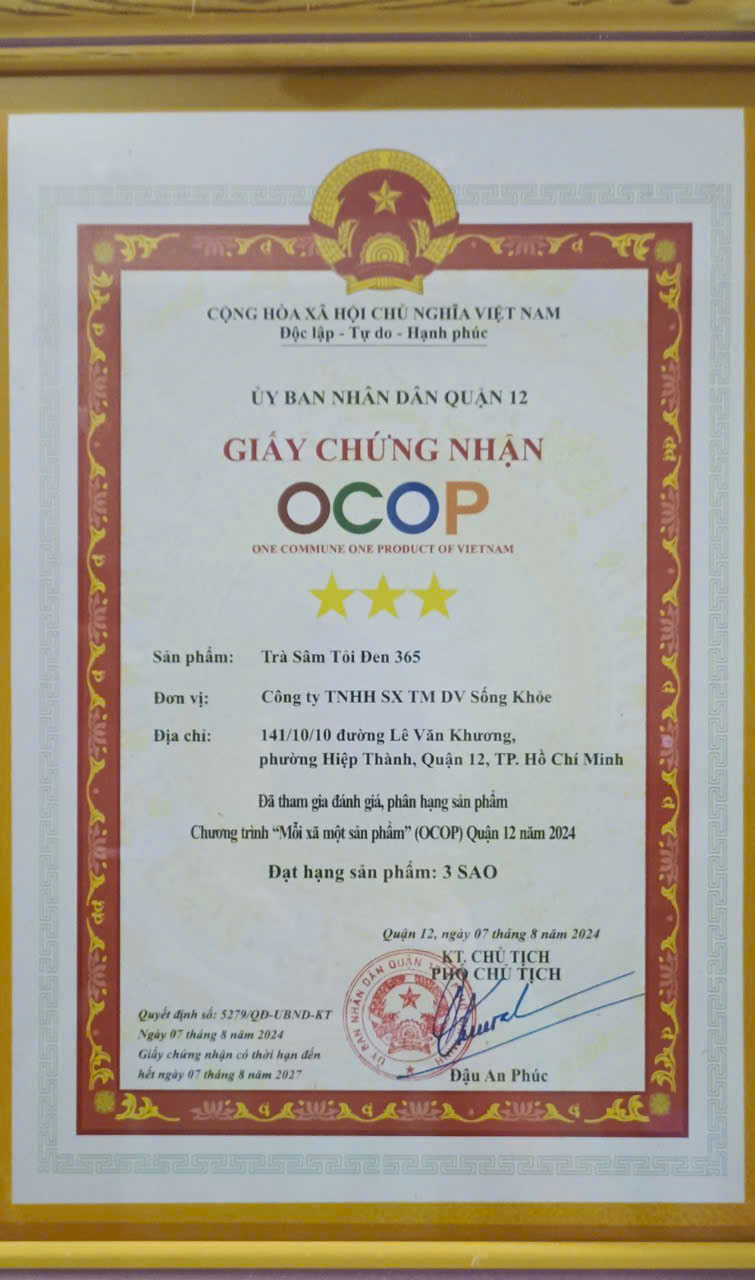 CỘNG HÒA XÃ HỘI CHỦ NGHĨA VIỆT NAM
Độc lập - Tự do - Hạnh phúc
ỦY BAN NHÂN DÂN QUẬN 12
GIẤY CHỨNG NHẬN
OCOP
ONE COMMUNE ONE PRODUCT OF VIETNAM
Sản phẩm: Trà Sâm Tỏi Đen 365
Đơn vị: Công ty TNHH SX TM DV Sống Khỏe
Địa chỉ: 141/10/10 đường Lê Văn Khương,
phường Hiệp Thành, Quận 12, TP. Hồ Chí Minh
Đã tham gia đánh giá, phân hạng sản phẩm
Chương trình “Mỗi xã một sản phẩm” (OCOP) Quận 12 năm 2024
Đạt hạng sản phẩm: 3 SAO
Quận 12, ngày 07 tháng 8 năm 2024
KT. CHỦ TỊCH
PHÓ CHỦ TỊCH
ỦY BAN NHÂN DÂN QUẬN
Đậu An Phúc
Quyết định số: 5279/QĐ-UBND-KT
Ngày 07 tháng 8 năm 2024
Giấy chứng nhận có thời hạn đến
hết ngày 07 tháng 8 năm 2027